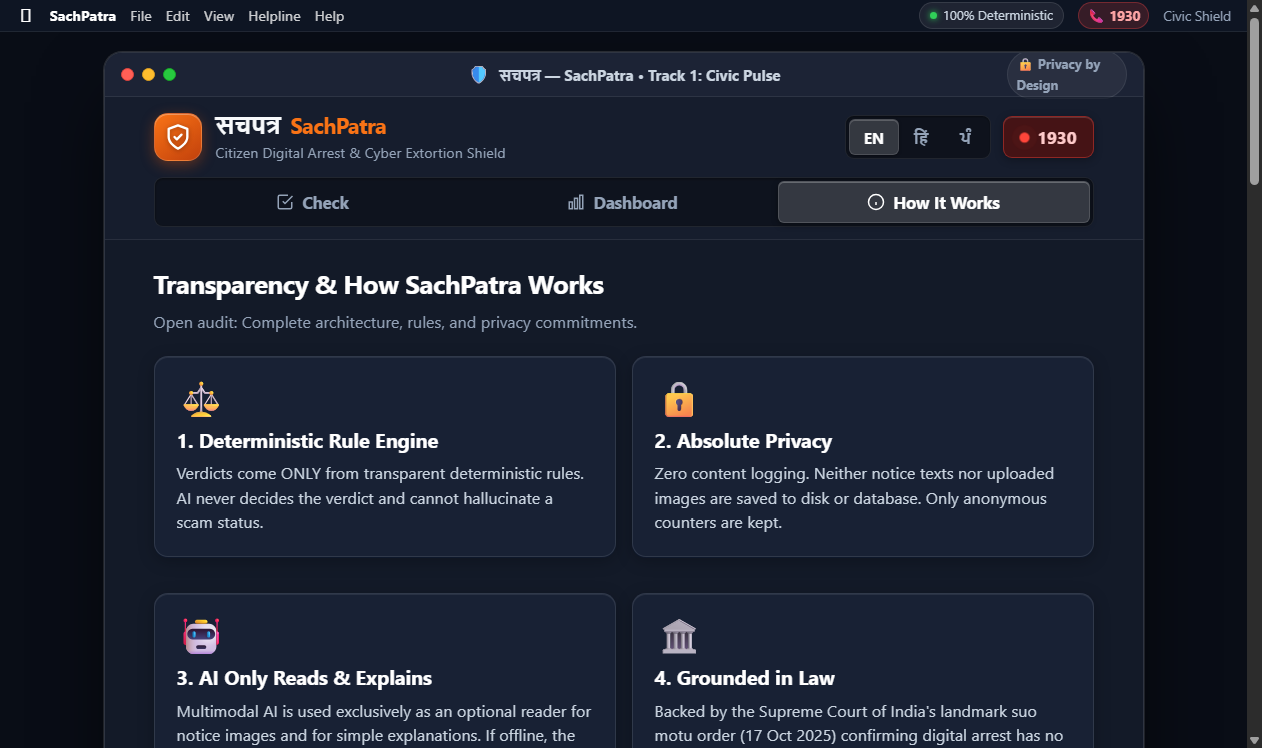 SachPatra File Edit View Helpline Help
100% Deterministic 1930 Civic Shield
सचपत्र — SachPatra • Track 1: Civic Pulse
Privacy by
Design
सचपत्र SachPatra
Citizen Digital Arrest & Cyber Extortion Shield
EN हिं पं 1930
Check Dashboard How It Works
Transparency & How SachPatra Works
Open audit: Complete architecture, rules, and privacy commitments.
1. Deterministic Rule Engine
Verdicts come ONLY from transparent deterministic rules.
AI never decides the verdict and cannot hallucinate a
scam status.
2. Absolute Privacy
Zero content logging. Neither notice texts nor uploaded
images are saved to disk or database. Only anonymous
counters are kept.
3. AI Only Reads & Explains
Multimodal AI is used exclusively as an optional reader for
notice images and for simple explanations. If offline, the
4. Grounded in Law
Backed by the Supreme Court of India's landmark suo
motu order (17 Oct 2025) confirming digital arrest has no